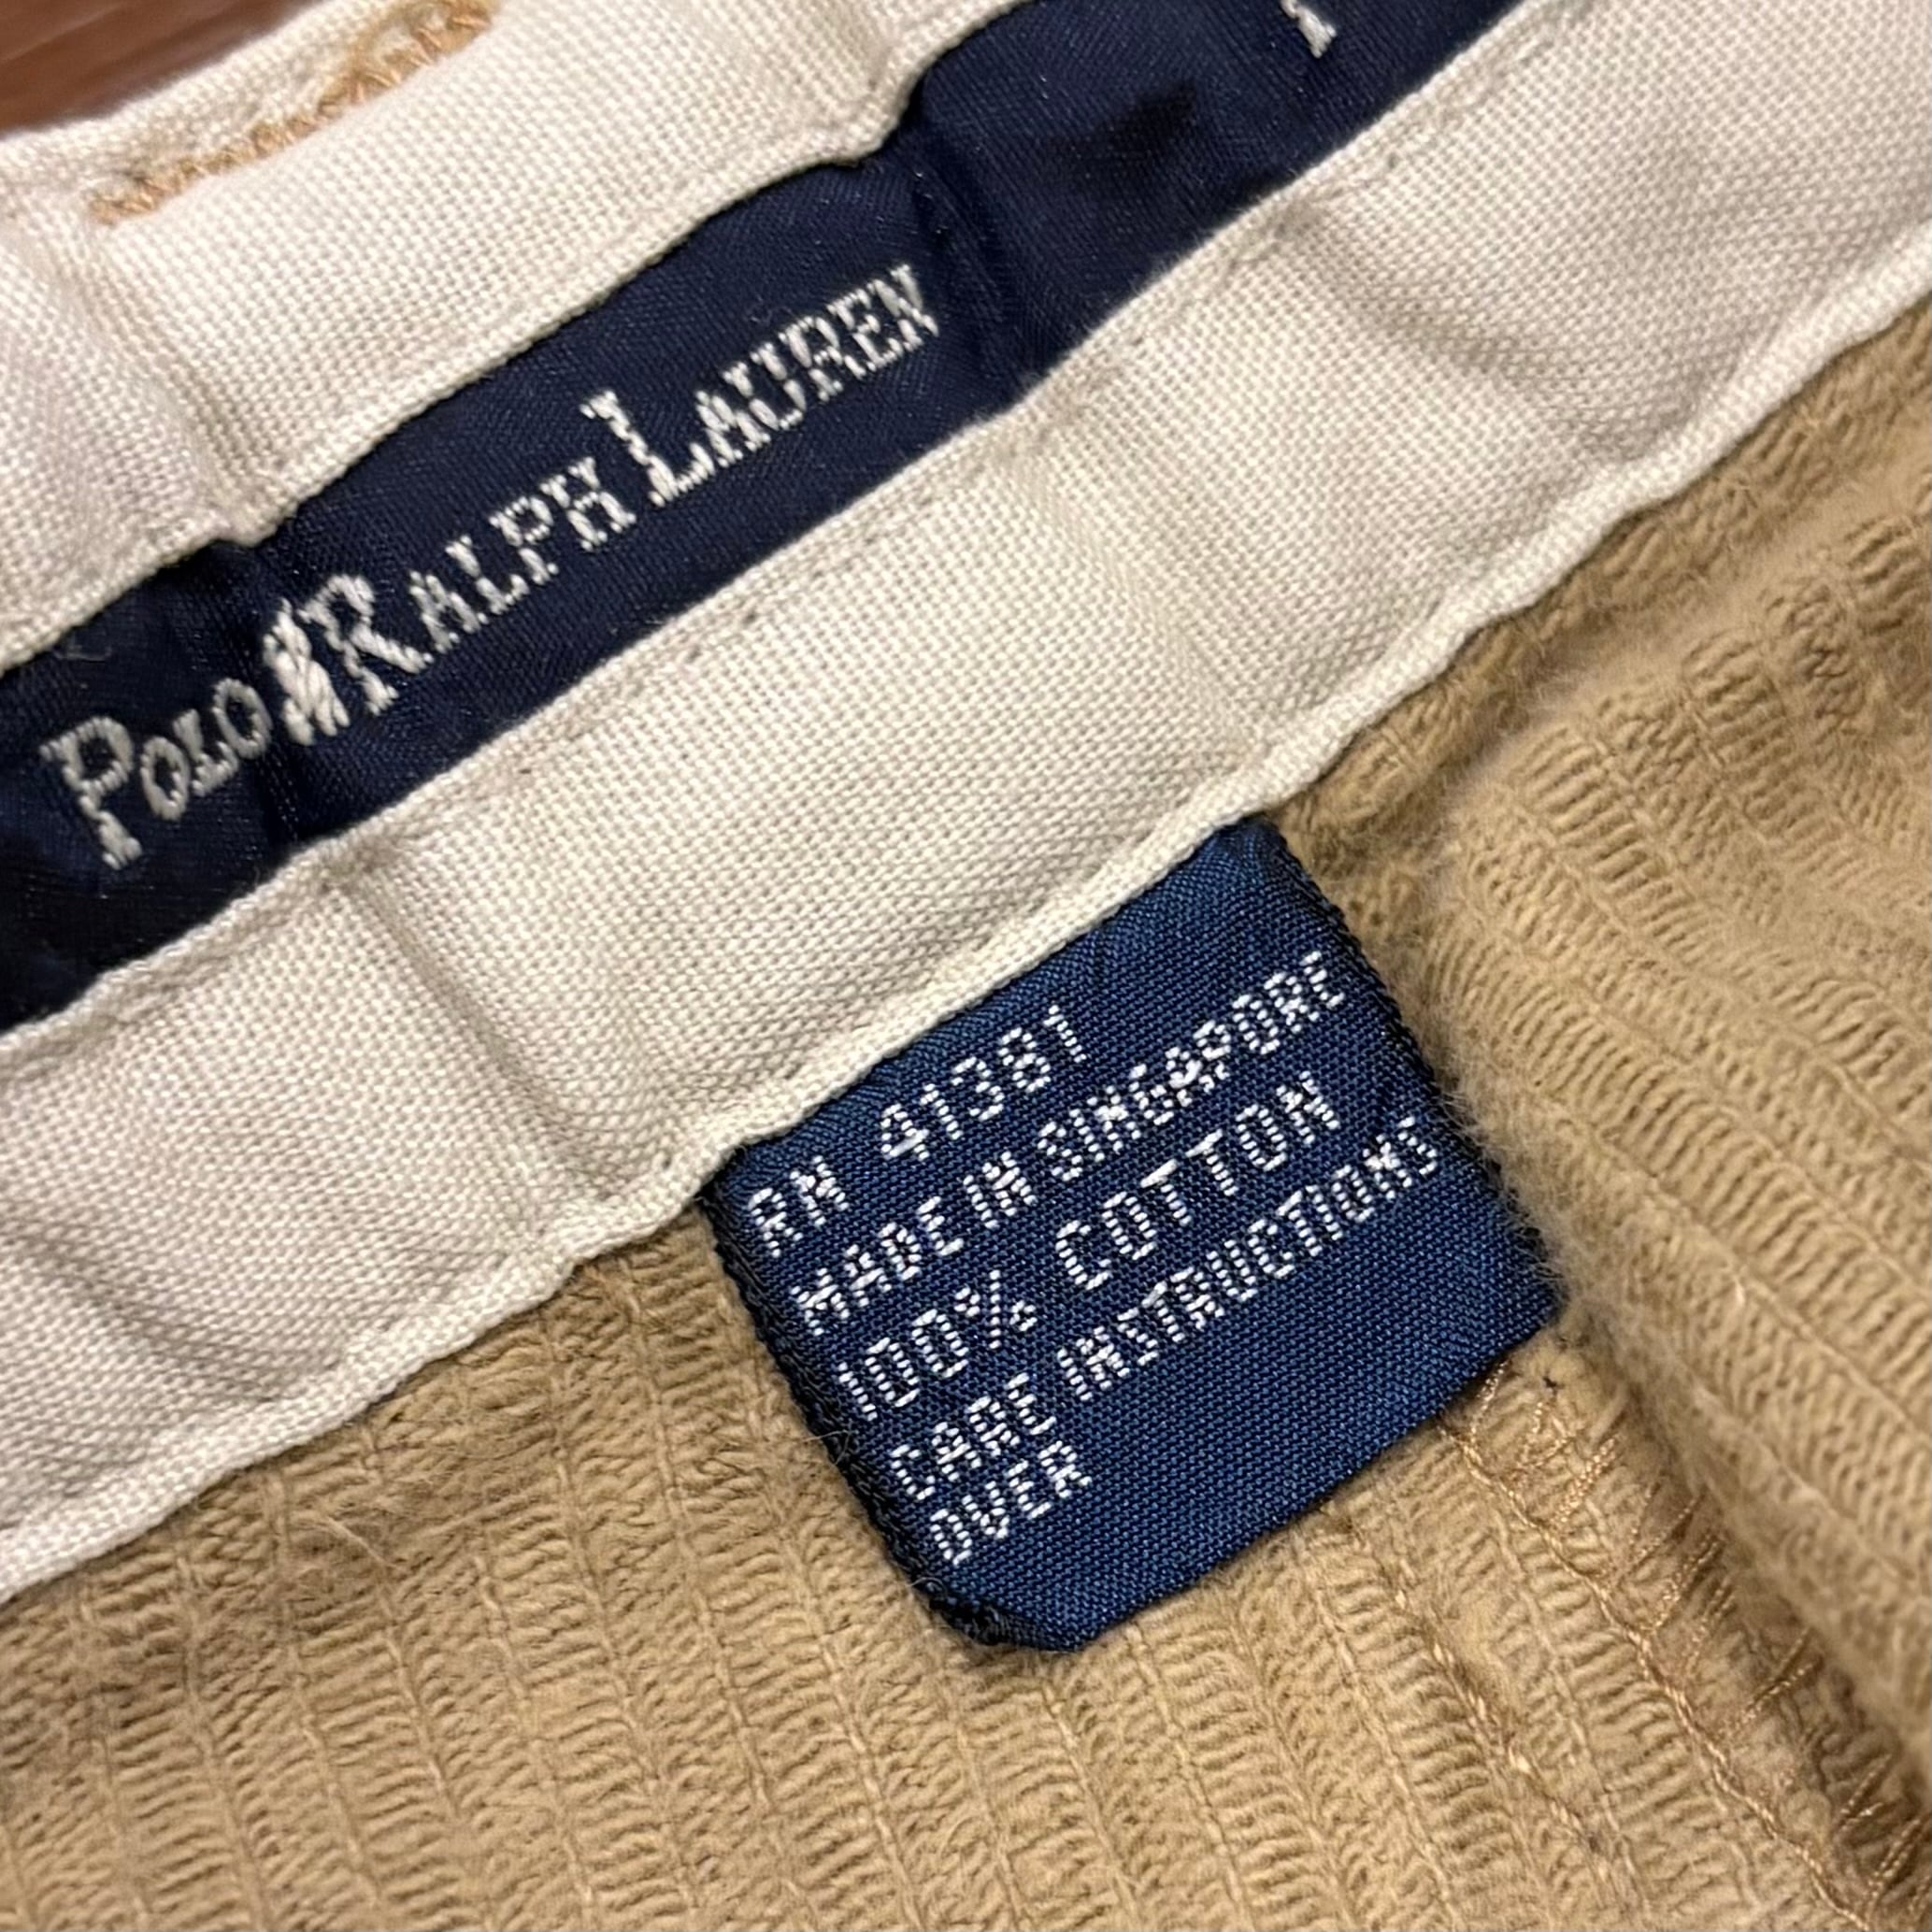 POLO RALPH LAUREN
RN 41381
MADE IN SINGAPORE
100% COTTON
CARE INSTRUCTIONS
OVER